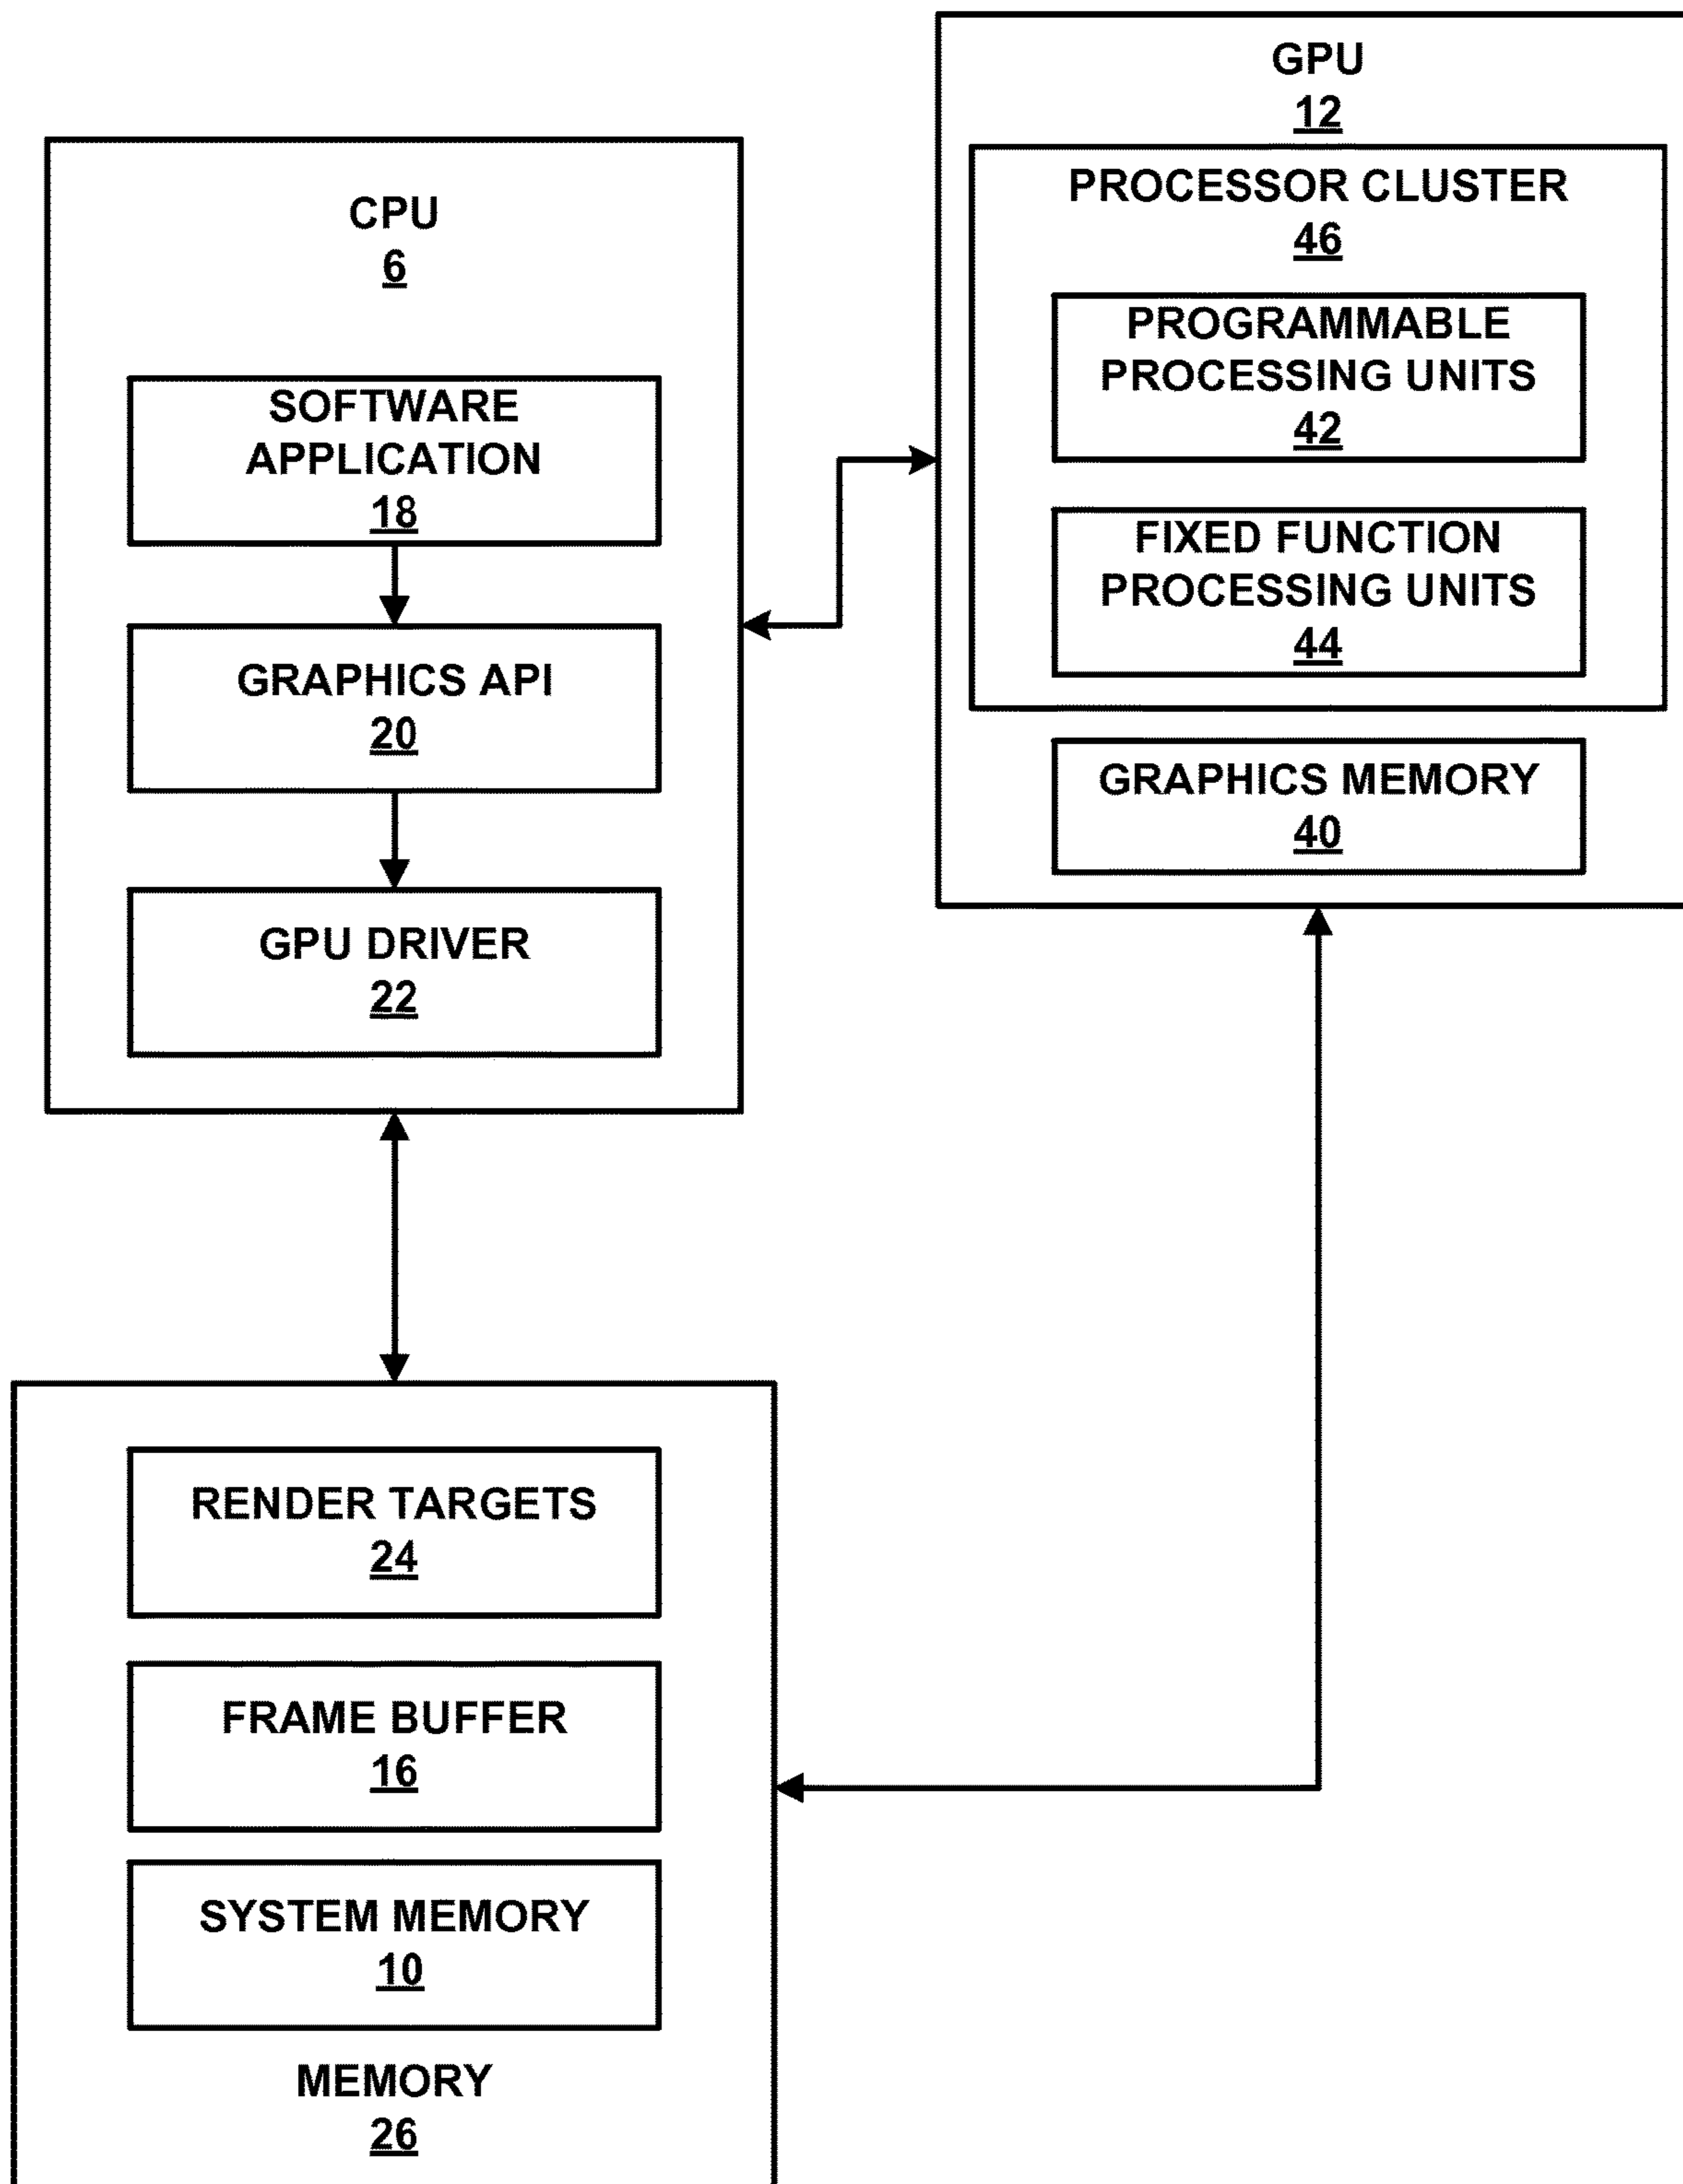 CPU
6
SOFTWARE
APPLICATION
18
GRAPHICS API
20
GPU DRIVER
22
GPU
12
PROCESSOR CLUSTER
46
PROGRAMMABLE
PROCESSING UNITS
42
FIXED FUNCTION
PROCESSING UNITS
44
GRAPHICS MEMORY
40
RENDER TARGETS
24
FRAME BUFFER
16
SYSTEM MEMORY
10
MEMORY
26